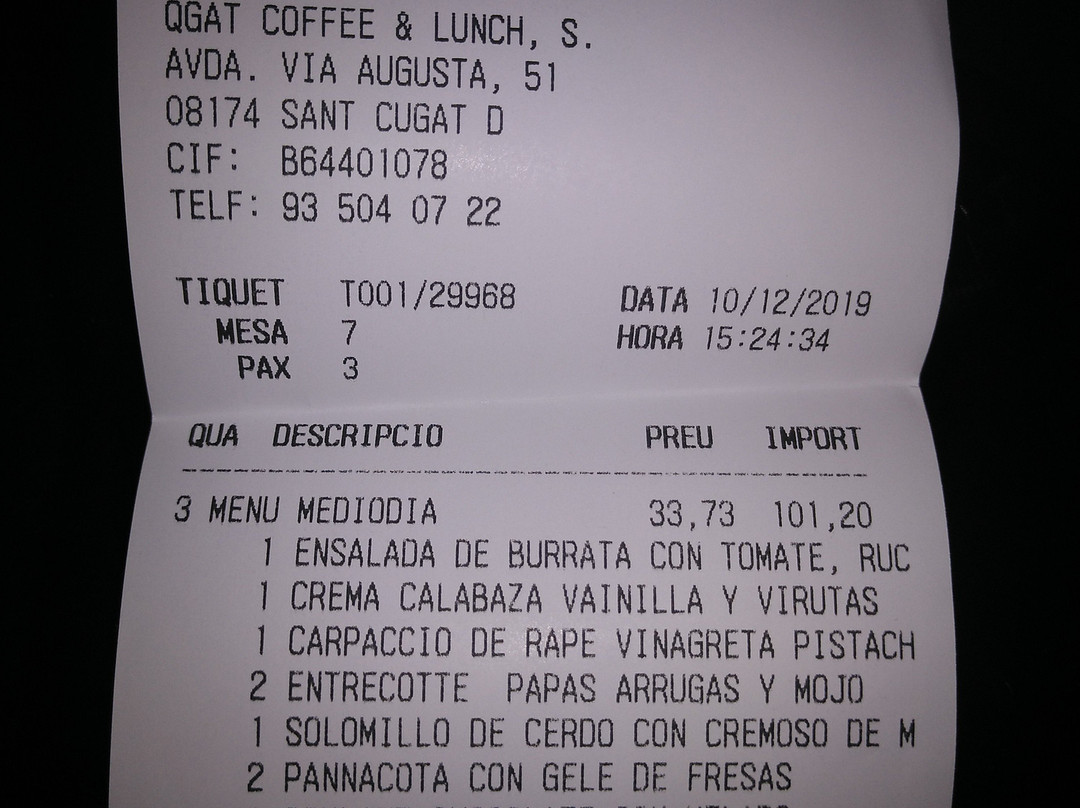 QGAT COFFEE & LUNCH, S.
AVDA. VIA AUGUSTA, 51
08174 SANT CUGAT D
CIF: B64401078
TELF: 93 504 07 22
TIQUET T001/29968 DATA 10/12/2019
MESA 7 HORA 15:24:34
PAX 3
QUA DESCRIPCIO PREU IMPORT
3 MENU MEDIODIA 33,73 101,20
1 ENSALADA DE BURRATA CON TOMATE, RUC
1 CREMA CALABAZA VAINILLA Y VIRUTAS
1 CARPACCIO DE RAPE VINAGRETA PISTACH
2 ENTRECOTTE PAPAS ARRUGAS Y MOJO
1 SOLOMILLO DE CERDO CON CREMOSO DE M
2 PANNACOTA CON GELE DE FRESAS